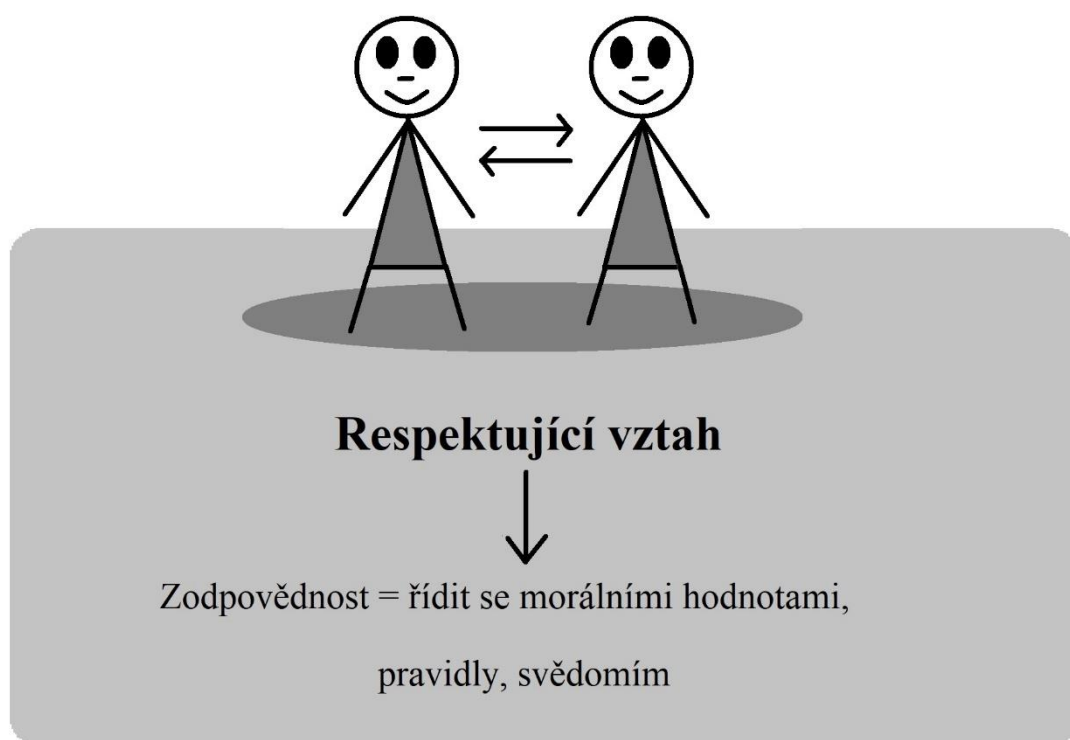 Respektující vztah
Zodpovědnost = řídit se morálními hodnotami,
pravidly, svědomím